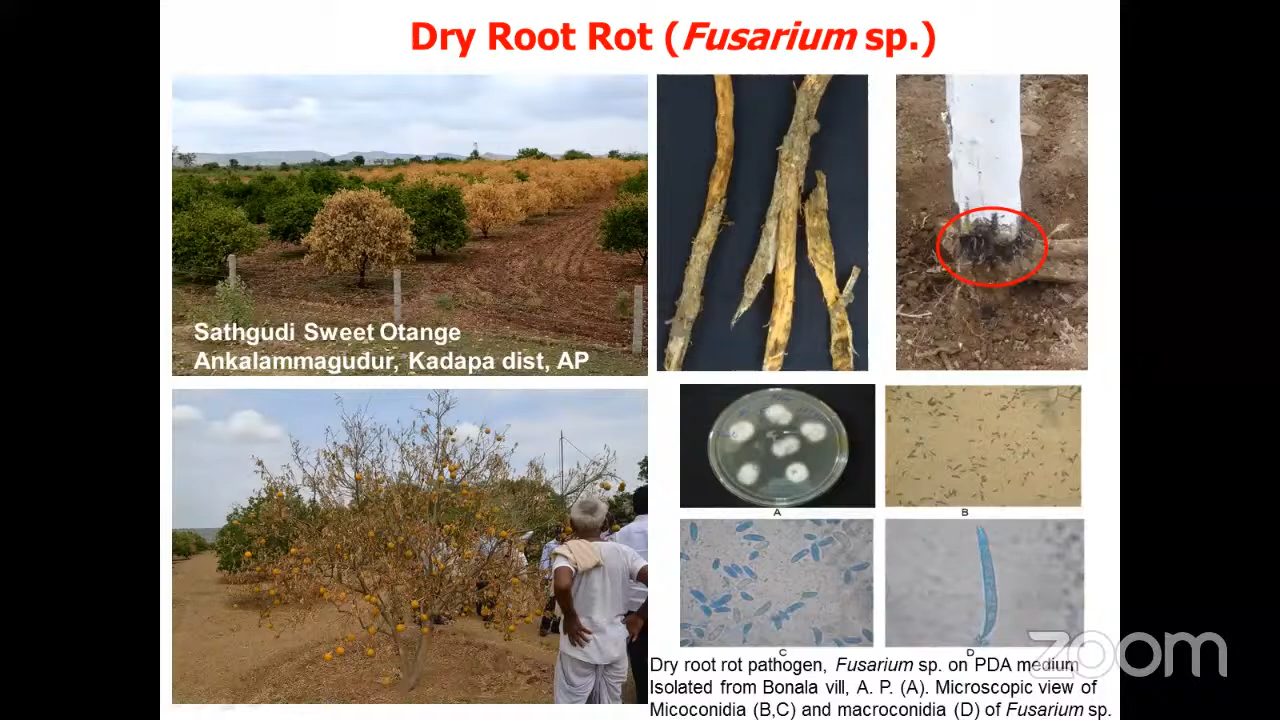 Dry Root Rot (Fusarium sp.)
Sathgudi Sweet Otange
Ankalammagudur, Kadapa dist, AP
A
B
C
D
Dry root rot pathogen, Fusarium sp. on PDA medium
Isolated from Bonala vill, A. P. (A). Microscopic view of
Micoconidia (B,C) and macroconidia (D) of Fusarium sp.
zoom